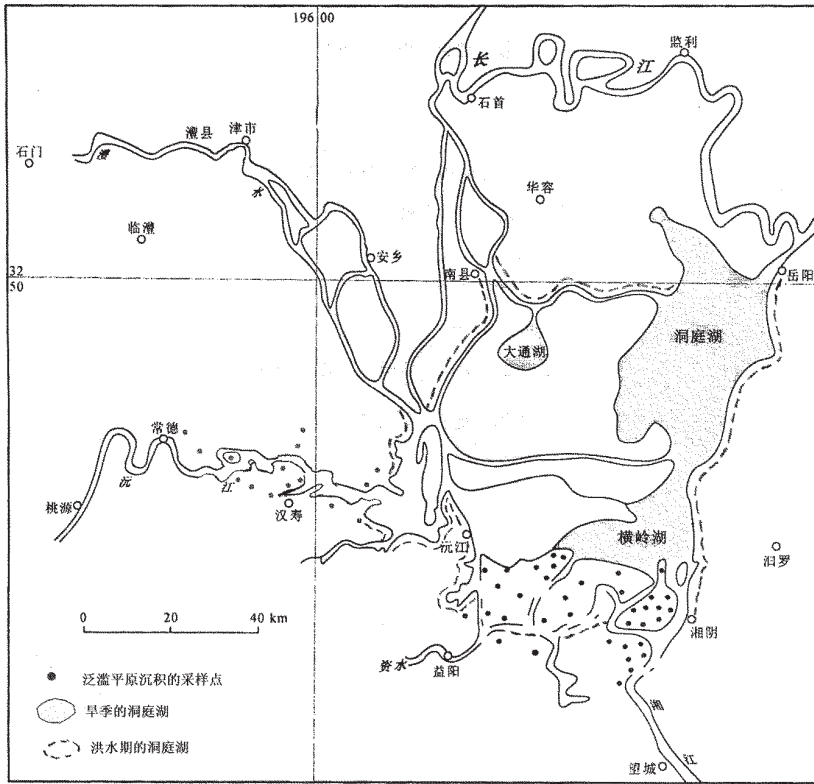 196 00
长
江
监利
石首
石门
澧县
津市
澧
水
临澧
华容
安乡
32
50
南县
岳阳
大通湖
洞庭湖
常德
沅
江
桃源
汉寿
沅江
横岭湖
汨罗
0 20 40 km
湘阴
资水
益阳
泛滥平原沉积的采样点
旱季的洞庭湖
洪水期的洞庭湖
湘
江
望城